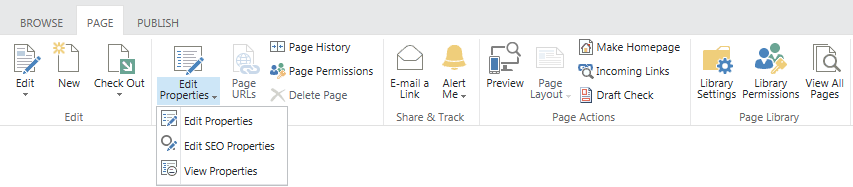 BROWSE PAGE PUBLISH
Edit
New
Check Out
Edit
Properties
Page
URLs
Page History
Page Permissions
Delete Page
E-mail a
Link
Alert
Me
Preview
Page
Layout
Make Homepage
Incoming Links
Draft Check
Library
Settings
Library
Permissions
View All
Pages
Edit
Share & Track
Page Actions
Page Library
Edit Properties
Edit SEO Properties
View Properties